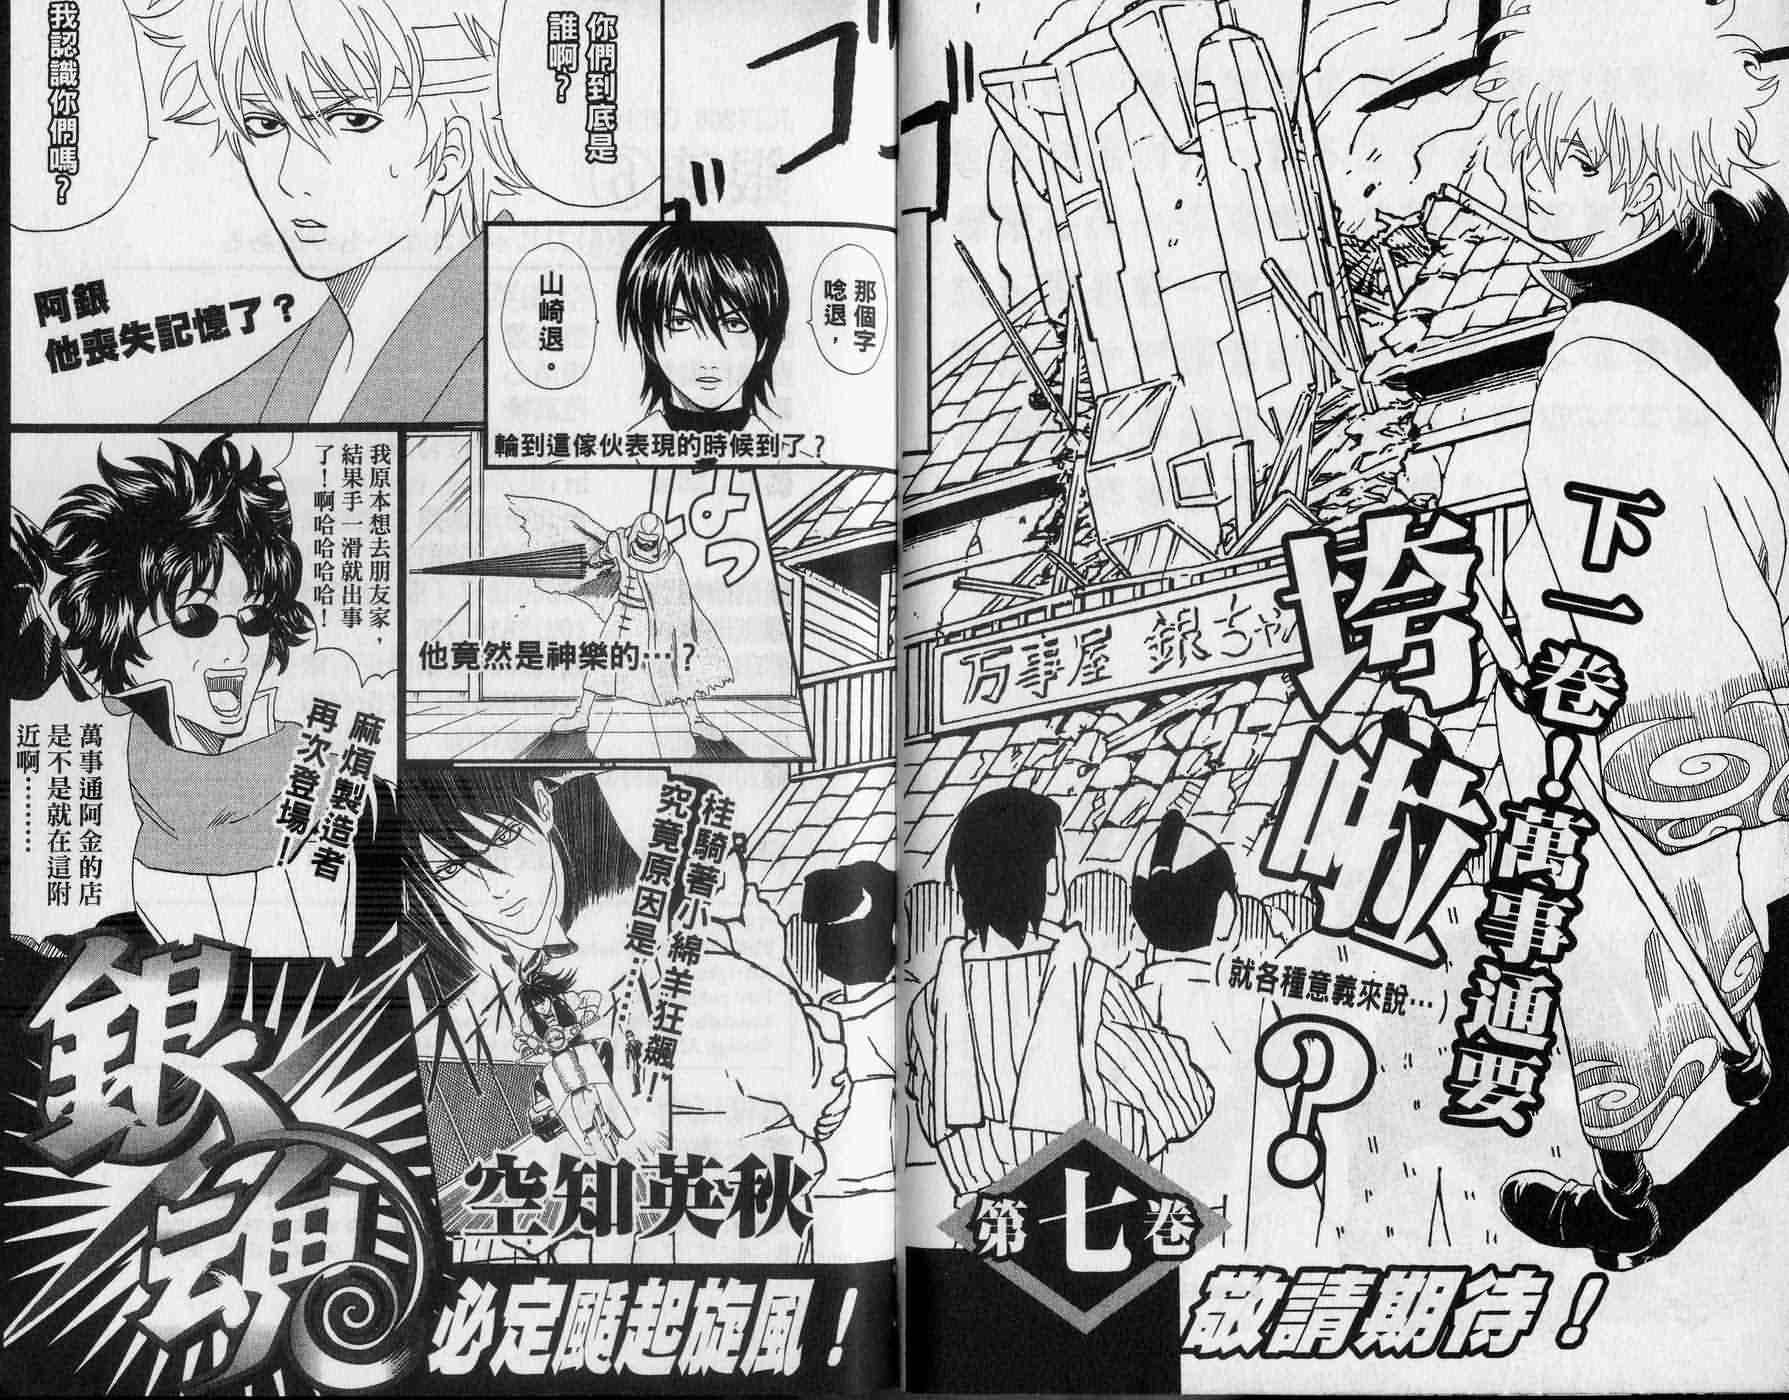 下一卷！萬事通要
垮啦
（就各種意義來說…）
？
万事屋 銀ちゃん
第七卷
敬請期待！
你們到底是
誰啊？
我認識你們嗎？
阿銀
他喪失記憶了？
那個字
唸退，
山崎退。
輪到這傢伙表現的時候到了？
他竟然是神樂的…？
我原本想去朋友家，
結果手一滑就出事
了！啊哈哈哈哈哈！
麻煩製造者
再次登場！
萬事通阿金的店
是不是就在這附
近啊………
桂騎著小綿羊狂飆！
究竟原因是……
銀魂
空知英秋
必定颳起旋風！